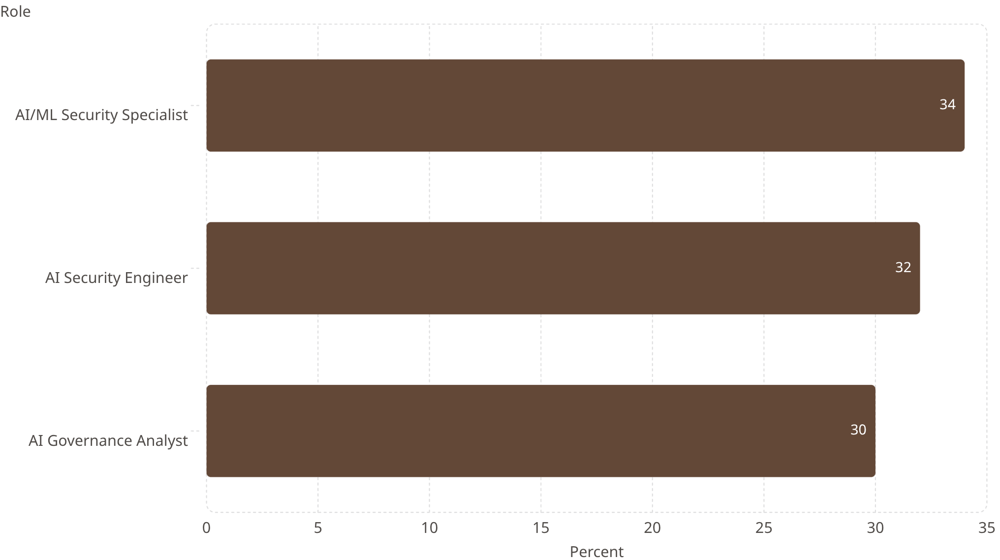 Role
AI/ML Security Specialist
34
AI Security Engineer
32
AI Governance Analyst
30
0 5 10 15 20 25 30 35
Percent